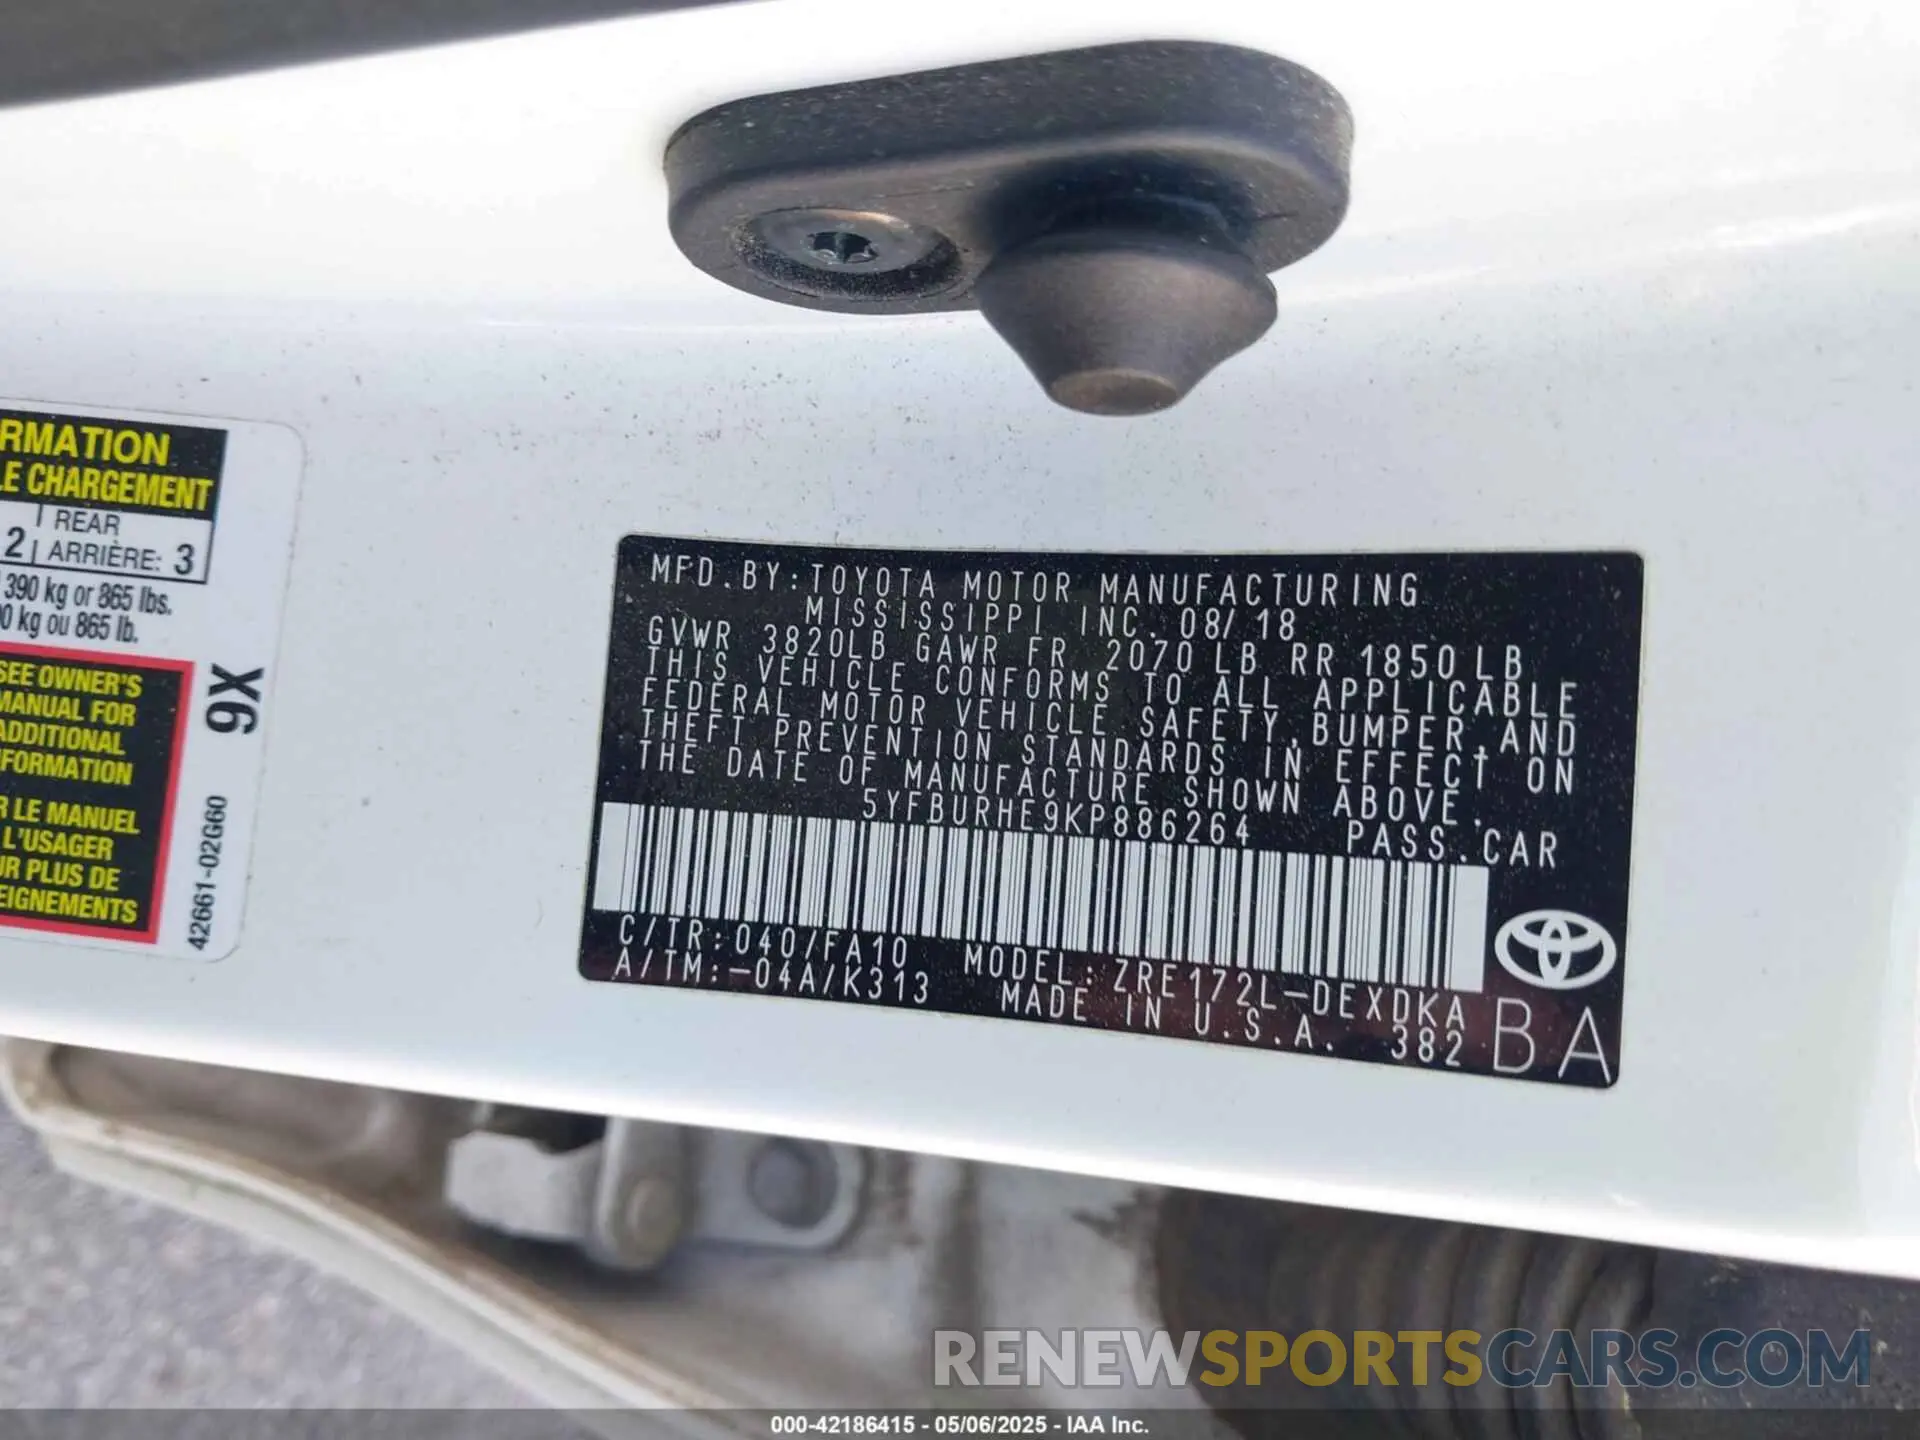 RMATION
LE CHARGEMENT
REAR
2 ARRIÈRE: 3
390 kg or 865 lbs.
0 kg ou 865 lb.
SEE OWNER'S
MANUAL FOR
ADDITIONAL
FORMATION
R LE MANUEL
L'USAGER
UR PLUS DE
EIGNEMENTS
9X
42661-02G60
MFD.BY:TOYOTA MOTOR MANUFACTURING
MISSISSIPPI INC. 08/18
GVWR 3820LB GAWR FR 2070LB RR 1850LB
THIS VEHICLE CONFORMS TO ALL APPLICABLE
FEDERAL MOTOR VEHICLE SAFETY,BUMPER,AND
THEFT PREVENTION STANDARDS IN EFFECT ON
THE DATE OF MANUFACTURE SHOWN ABOVE.
5YFBURHE9KP886264 PASS.CAR
C/TR:040/FA10 MODEL:ZRE172L-DEXDKA
A/TM:-04A/K313 MADE IN U.S.A. 382
BA
RENEWSPORTSCARS.COM
000-42186415 - 05/06/2025 - IAA Inc.